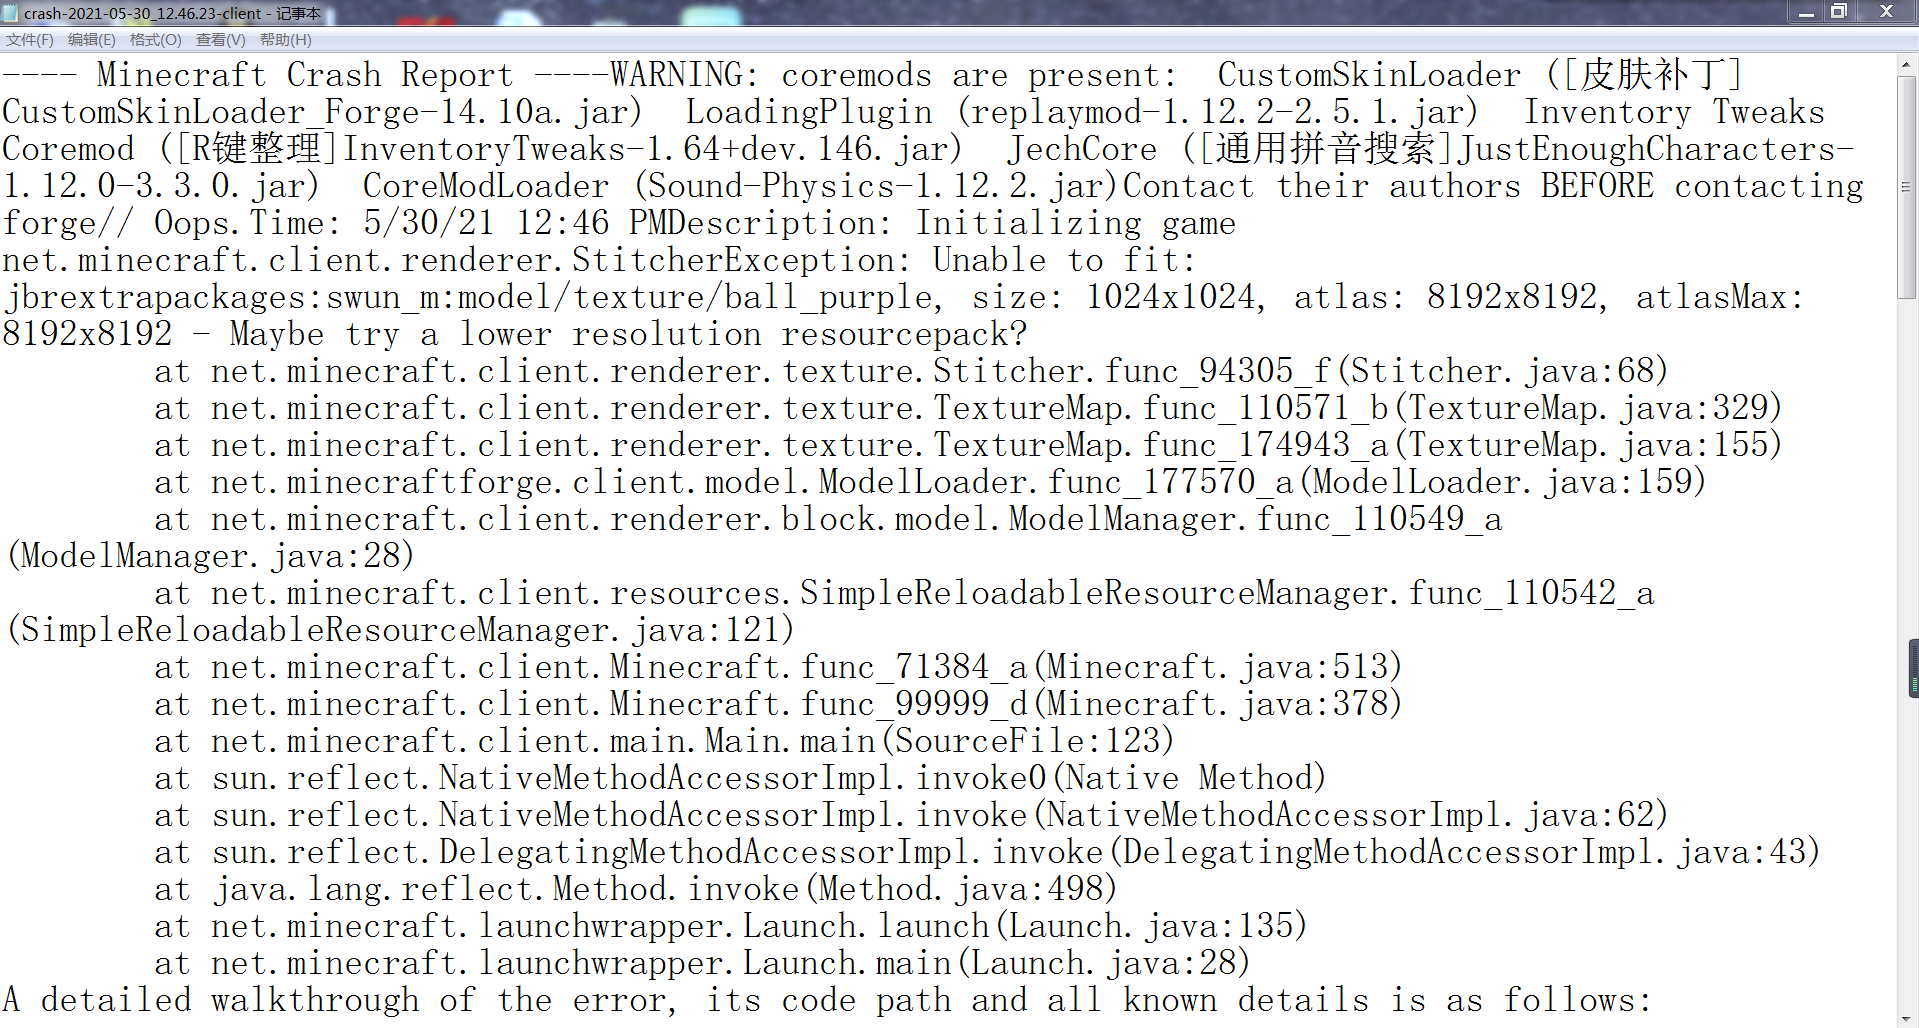 crash-2021-05-30_12.46.23-client - 记事本
文件(F) 编辑(E) 格式(O) 查看(V) 帮助(H)
---- Minecraft Crash Report ----WARNING: coremods are present:  CustomSkinLoader ([皮肤补丁]
CustomSkinLoader_Forge-14.10a.jar)  LoadingPlugin (replaymod-1.12.2-2.5.1.jar)  Inventory Tweaks
Coremod ([R键整理]InventoryTweaks-1.64+dev.146.jar)  JechCore ([通用拼音搜索]JustEnoughCharacters-
1.12.0-3.3.0.jar)  CoreModLoader (Sound-Physics-1.12.2.jar)Contact their authors BEFORE contacting
forge// Oops.Time: 5/30/21 12:46 PMDescription: Initializing game
net.minecraft.client.renderer.StitcherException: Unable to fit:
jbrextrapackages:swun_m:model/texture/ball_purple, size: 1024x1024, atlas: 8192x8192, atlasMax:
8192x8192 - Maybe try a lower resolution resourcepack?
at net.minecraft.client.renderer.texture.Stitcher.func_94305_f(Stitcher.java:68)
at net.minecraft.client.renderer.texture.TextureMap.func_110571_b(TextureMap.java:329)
at net.minecraft.client.renderer.texture.TextureMap.func_174943_a(TextureMap.java:155)
at net.minecraftforge.client.model.ModelLoader.func_177570_a(ModelLoader.java:159)
at net.minecraft.client.renderer.block.model.ModelManager.func_110549_a
(ModelManager.java:28)
at net.minecraft.client.resources.SimpleReloadableResourceManager.func_110542_a
(SimpleReloadableResourceManager.java:121)
at net.minecraft.client.Minecraft.func_71384_a(Minecraft.java:513)
at net.minecraft.client.Minecraft.func_99999_d(Minecraft.java:378)
at net.minecraft.client.main.Main.main(SourceFile:123)
at sun.reflect.NativeMethodAccessorImpl.invoke0(Native Method)
at sun.reflect.NativeMethodAccessorImpl.invoke(NativeMethodAccessorImpl.java:62)
at sun.reflect.DelegatingMethodAccessorImpl.invoke(DelegatingMethodAccessorImpl.java:43)
at java.lang.reflect.Method.invoke(Method.java:498)
at net.minecraft.launchwrapper.Launch.launch(Launch.java:135)
at net.minecraft.launchwrapper.Launch.main(Launch.java:28)
A detailed walkthrough of the error, its code path and all known details is as follows: